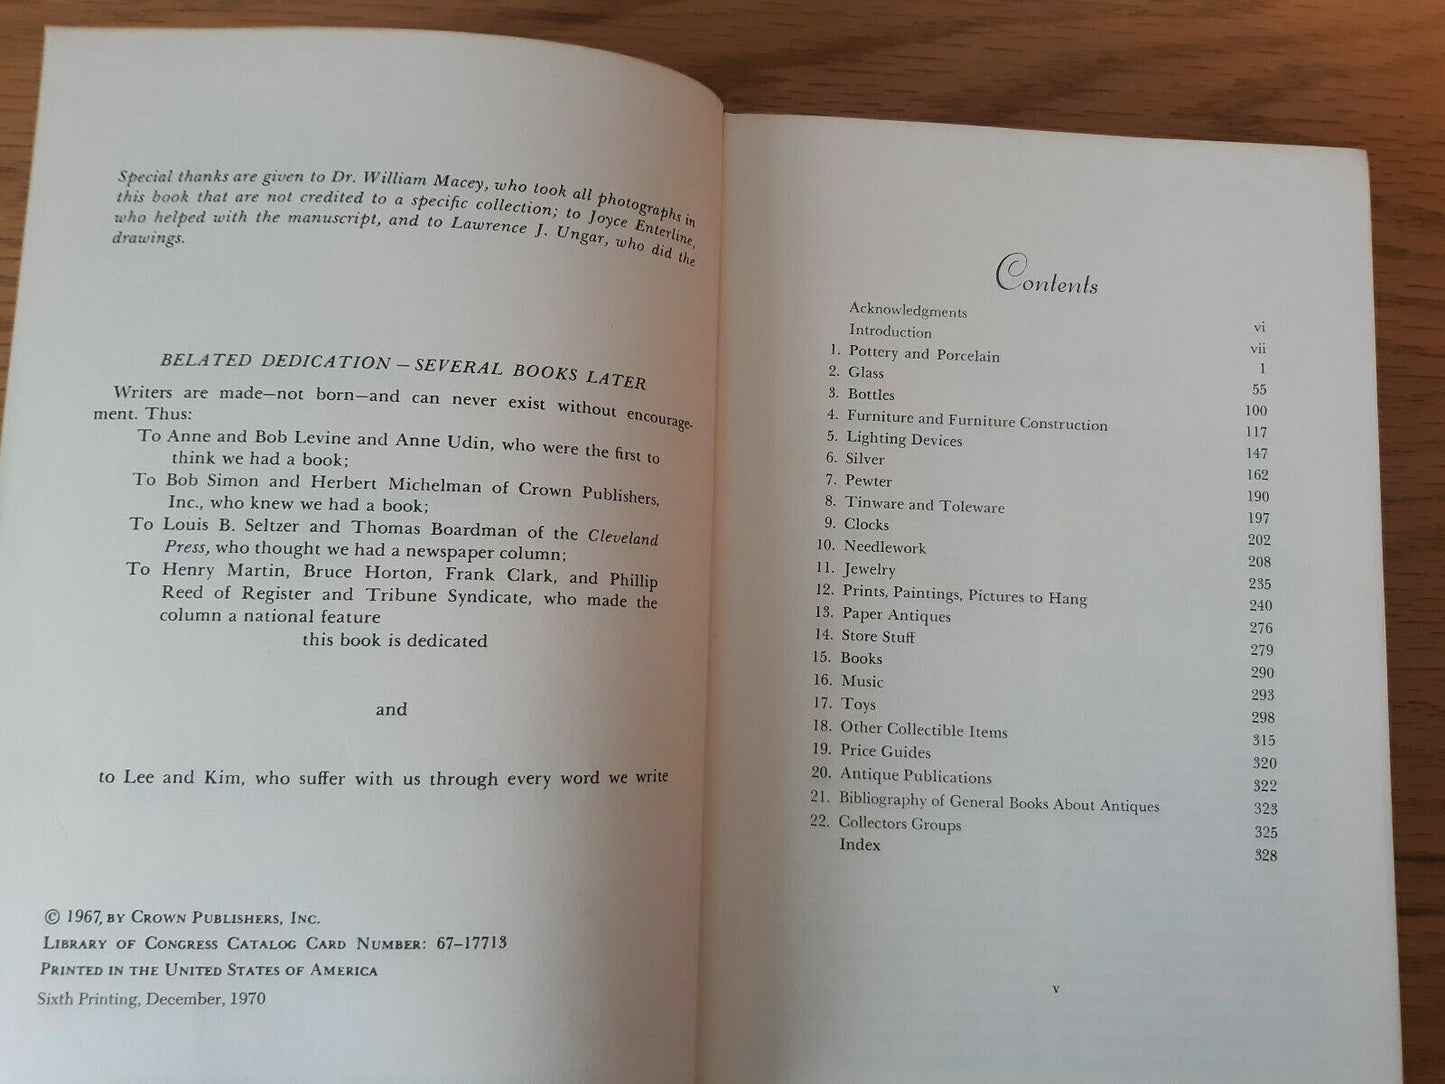 Special thanks are given to Dr. William Macey, who took all photographs in
this book that are not credited to a specific collection; to Joyce Enterline,
who helped with the manuscript, and to Lawrence J. Ungar, who did the
drawings.
BELATED DEDICATION – SEVERAL BOOKS LATER
Writers are made—not born—and can never exist without encourage-
ment. Thus:
To Anne and Bob Levine and Anne Udin, who were the first to
think we had a book;
To Bob Simon and Herbert Michelman of Crown Publishers,
Inc., who knew we had a book;
To Louis B. Seltzer and Thomas Boardman of the Cleveland
Press, who thought we had a newspaper column;
To Henry Martin, Bruce Horton, Frank Clark, and Phillip
Reed of Register and Tribune Syndicate, who made the
column a national feature
this book is dedicated
and
to Lee and Kim, who suffer with us through every word we write
© 1967, BY CROWN PUBLISHERS, INC.
LIBRARY OF CONGRESS CATALOG CARD NUMBER: 67–17713
PRINTED IN THE UNITED STATES OF AMERICA
Sixth Printing, December, 1970
Contents
Acknowledgments vi
Introduction vii
1. Pottery and Porcelain 1
2. Glass 55
3. Bottles 100
4. Furniture and Furniture Construction 117
5. Lighting Devices 147
6. Silver 162
7. Pewter 190
8. Tinware and Toleware 197
9. Clocks 202
10. Needlework 208
11. Jewelry 235
12. Prints, Paintings, Pictures to Hang 240
13. Paper Antiques 276
14. Store Stuff 279
15. Books 290
16. Music 293
17. Toys 298
18. Other Collectible Items 315
19. Price Guides 320
20. Antique Publications 322
21. Bibliography of General Books About Antiques 323
22. Collectors Groups 325
Index 328
v